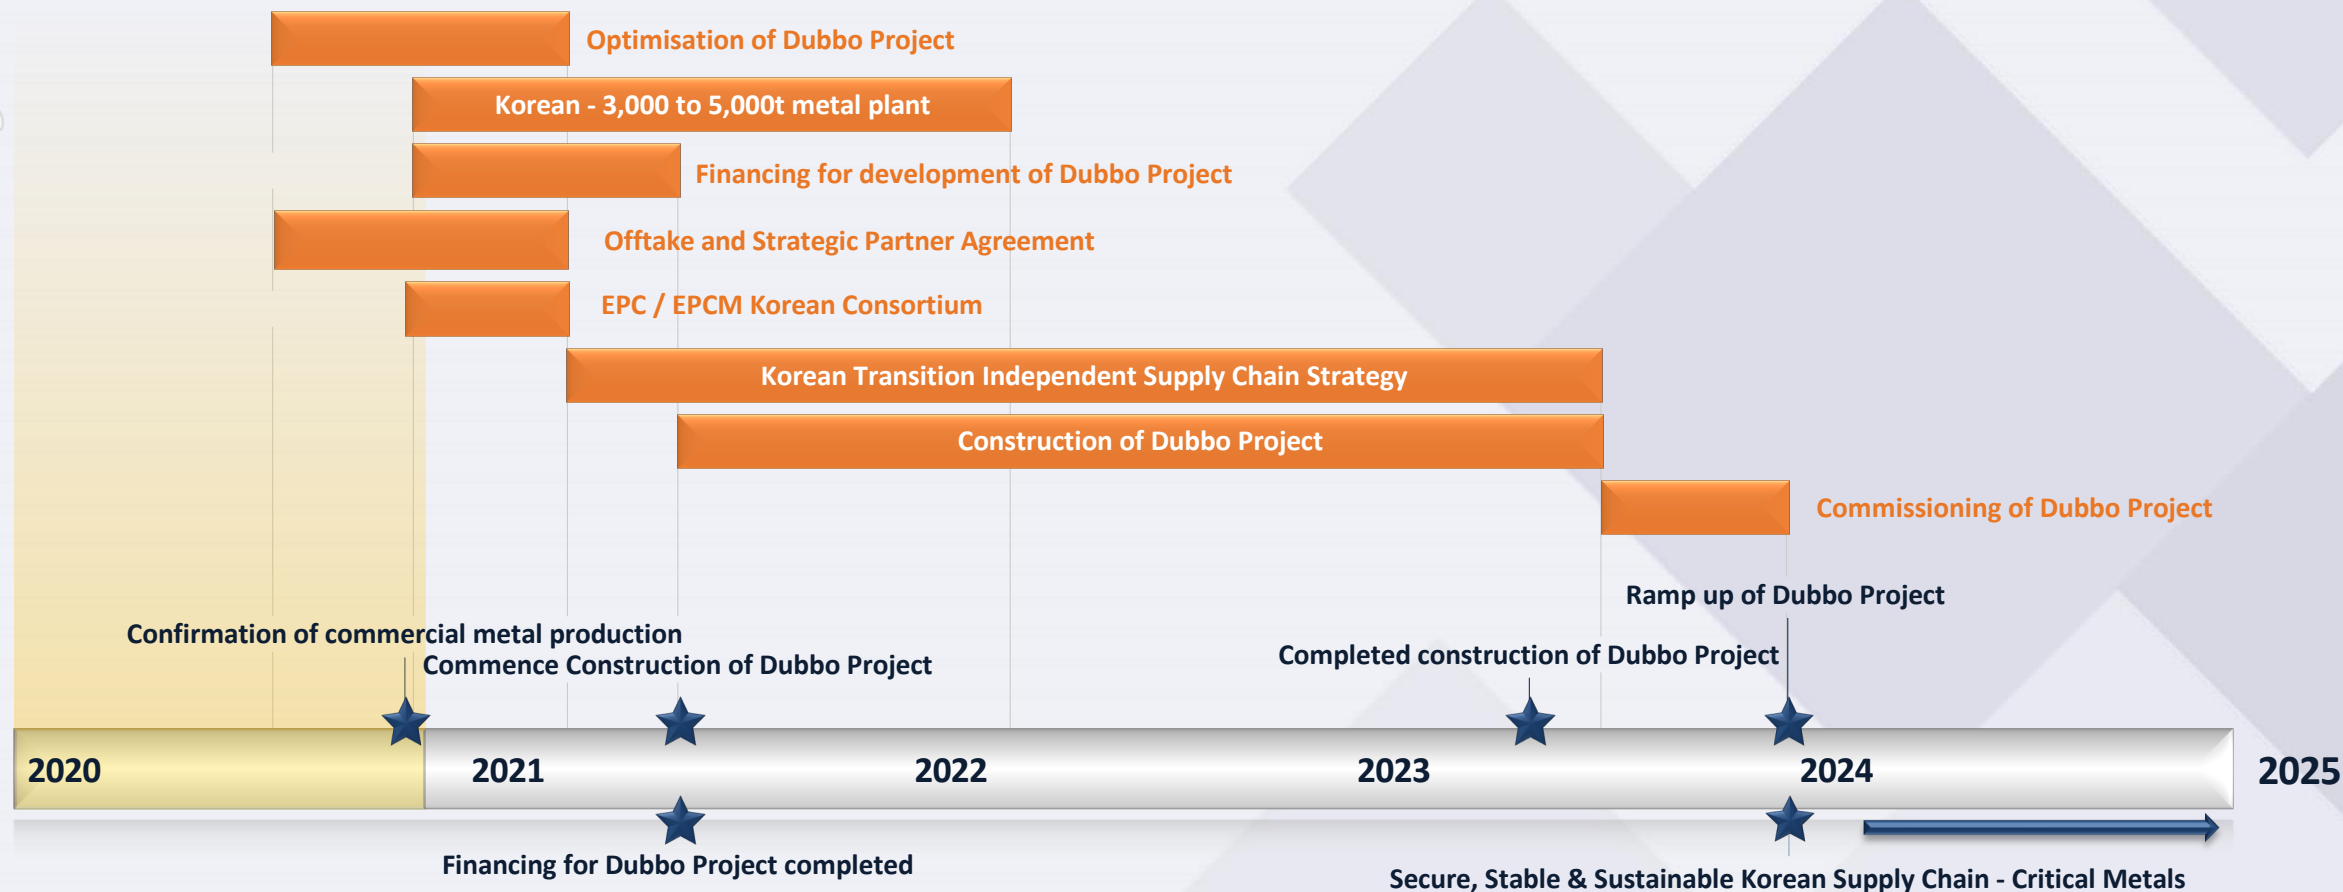 Optimisation of Dubbo Project
Korean - 3,000 to 5,000t metal plant
Financing for development of Dubbo Project
Offtake and Strategic Partner Agreement
EPC / EPCM Korean Consortium
Korean Transition Independent Supply Chain Strategy
Construction of Dubbo Project
Commissioning of Dubbo Project
Ramp up of Dubbo Project
Confirmation of commercial metal production
Commence Construction of Dubbo Project
Completed construction of Dubbo Project
2020 2021 2022 2023 2024 2025
Financing for Dubbo Project completed
Secure, Stable & Sustainable Korean Supply Chain - Critical Metals